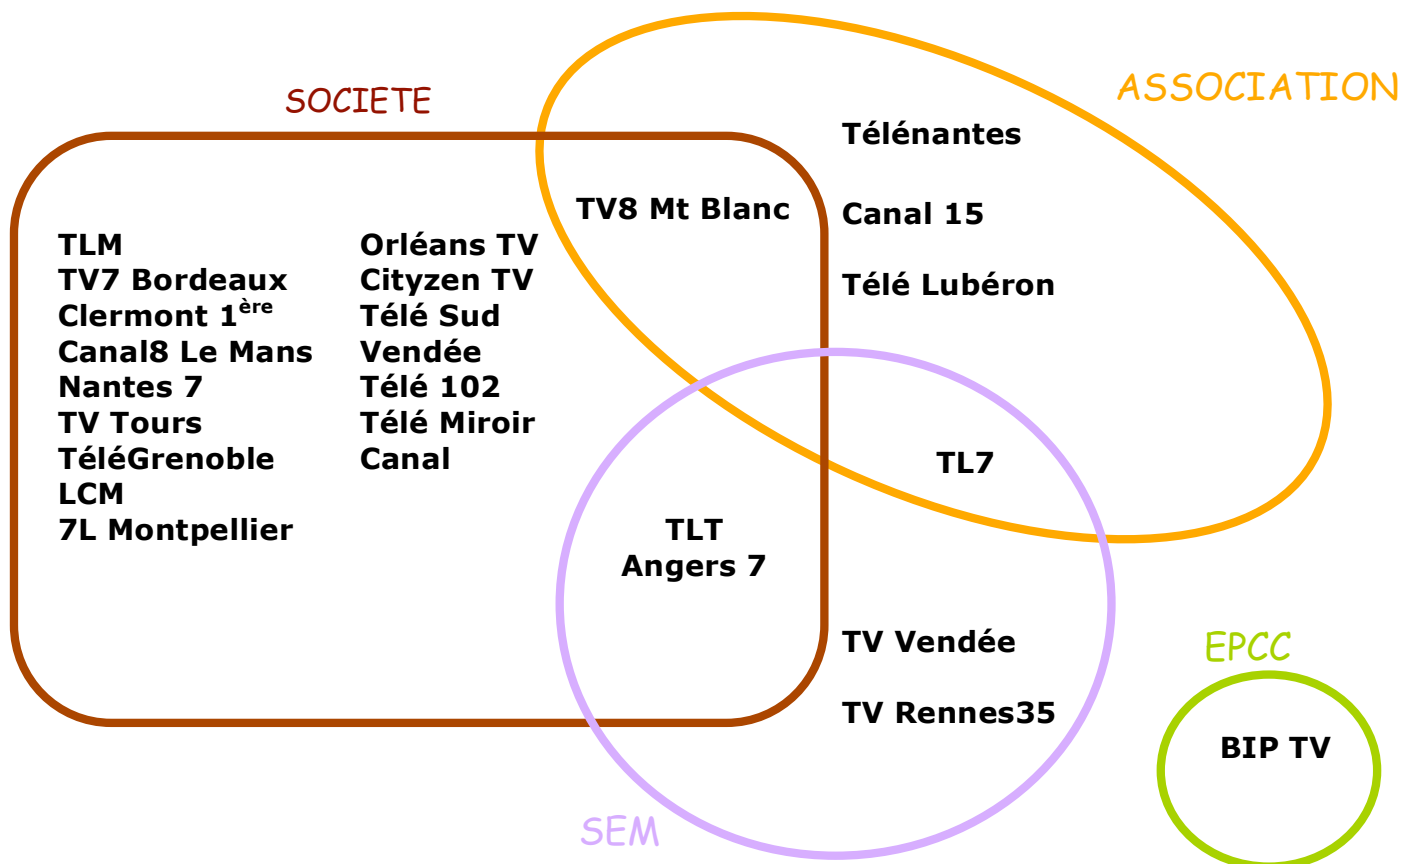 SOCIETE
ASSOCIATION
Télénantes
TV8 Mt Blanc
Canal 15
Télé Lubéron
TLM
TV7 Bordeaux
Clermont 1ère
Canal8 Le Mans
Nantes 7
TV Tours
TéléGrenoble
LCM
7L Montpellier
Orléans TV
Cityzen TV
Télé Sud
Vendée
Télé 102
Télé Miroir
Canal
TL7
TLT
Angers 7
TV Vendée
TV Rennes35
SEM
EPCC
BIP TV